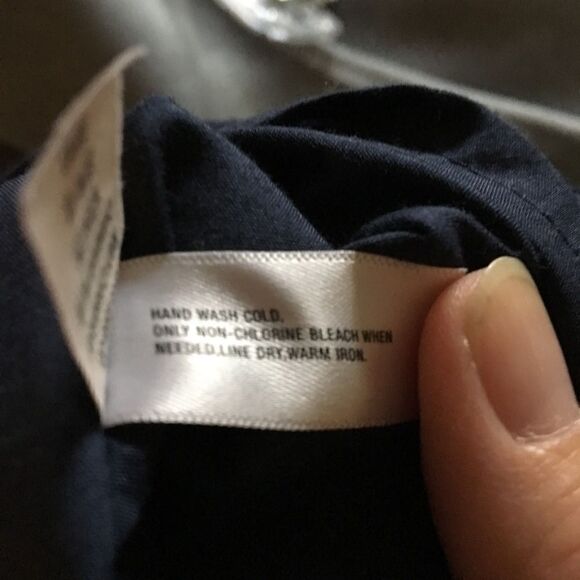 HAND WASH COLD,
ONLY NON-CHLORINE BLEACH WHEN
NEEDED,LINE DRY,WARM IRON.